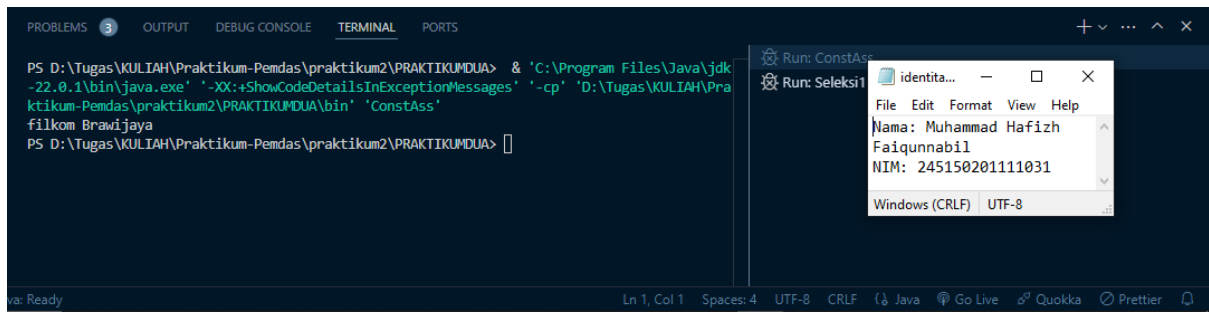 PROBLEMS 3 OUTPUT DEBUG CONSOLE TERMINAL PORTS
PS D:\Tugas\KULIAH\Praktikum-Pemdas\praktikum2\PRAKTIKUMDUA> & 'C:\Program Files\Java\jdk
-22.0.1\bin\java.exe' '-XX:+ShowCodeDetailsInExceptionMessages' '-cp' 'D:\Tugas\KULIAH\Pra
ktikum-Pemdas\praktikum2\PRAKTIKUMDUA\bin' 'ConstAss'
filkom Brawijaya
PS D:\Tugas\KULIAH\Praktikum-Pemdas\praktikum2\PRAKTIKUMDUA>
Run: ConstAss
Run: Seleksi1
identita...
File Edit Format View Help
Nama: Muhammad Hafizh
Faiqunnabil
NIM: 245150201111031
Windows (CRLF) UTF-8
va: Ready Ln 1, Col 1 Spaces: 4 UTF-8 CRLF Java Go Live Quokka Prettier